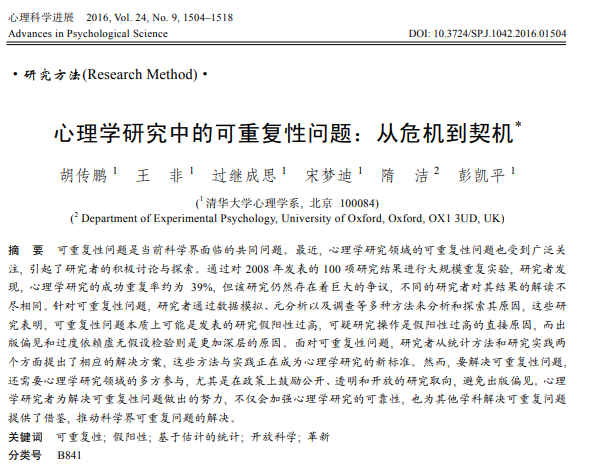 心理科学进展 2016, Vol. 24, No. 9, 1504–1518
Advances in Psychological Science DOI: 10.3724/SP.J.1042.2016.01504
·研究方法(Research Method)·
心理学研究中的可重复性问题：从危机到契机*
胡传鹏 1 王 非 1 过继成思 1 宋梦迪 1 隋 洁 2 彭凯平 1
(1 清华大学心理学系, 北京 100084)
(2 Department of Experimental Psychology, University of Oxford, Oxford, OX1 3UD, UK)
摘 要 可重复性问题是当前科学界面临的共同问题。最近, 心理学研究领域的可重复性问题也受到广泛关
注, 引起了研究者的积极讨论与探索。通过对 2008 年发表的 100 项研究结果进行大规模重复实验, 研究者发
现, 心理学研究的成功重复率约为 39%, 但该研究仍然存在着巨大的争议, 不同的研究者对其结果的解读不
尽相同。针对可重复性问题, 研究者通过数据模拟、元分析以及调查等多种方法来分析和探索其原因, 这些研
究表明, 可重复性问题本质上可能是发表的研究假阳性过高, 可疑研究操作是假阳性过高的直接原因, 而出
版偏见和过度依赖虚无假设检验则是更加深层的原因。面对可重复性问题, 研究者从统计方法和研究实践两
个方面提出了相应的解决方案, 这些方法与实践正在成为心理学研究的新标准。然而, 要解决可重复性问题,
还需要心理学研究领域的多方参与, 尤其是在政策上鼓励公开、透明和开放的研究取向, 避免出版偏见。心理
学研究者为解决可重复性问题做出的努力, 不仅会加强心理学研究的可靠性, 也为其他学科解决可重复问题
提供了借鉴, 推动科学界可重复问题的解决。
关键词 可重复性; 假阳性; 基于估计的统计; 开放科学; 革新
分类号 B841